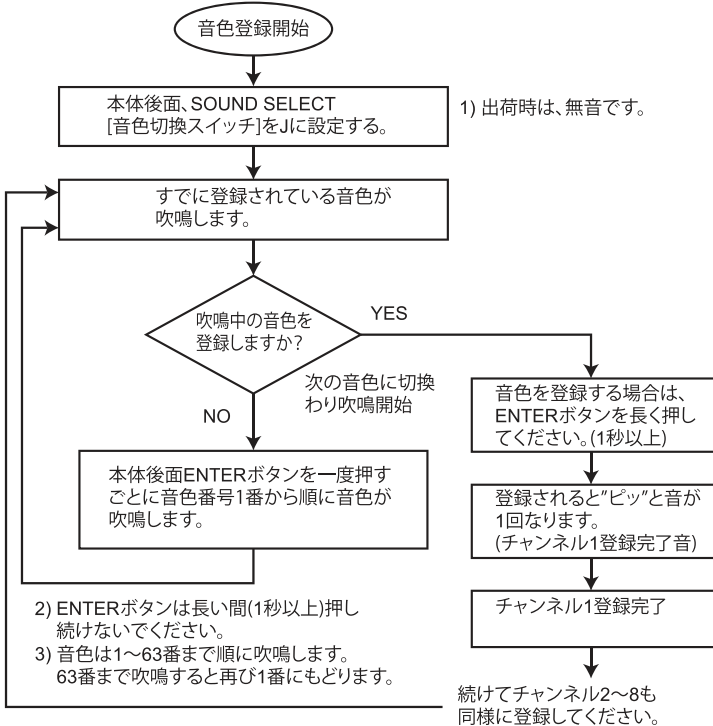 音色登録開始
本体後面、SOUND SELECT
[音色切換スイッチ]をJに設定する。
1) 出荷時は、無音です。
すでに登録されている音色が
吹鳴します。
吹鳴中の音色を
登録しますか?
YES
次の音色に切換
わり吹鳴開始
NO
本体後面ENTERボタンを一度押す
ごとに音色番号1番から順に音色が
吹鳴します。
2) ENTERボタンは長い間(1秒以上)押し
続けないでください。
3) 音色は1～63番まで順に吹鳴します。
63番まで吹鳴すると再び1番にもどります。
音色を登録する場合は、
ENTERボタンを長く押し
てください。(1秒以上)
登録されると"ピッ"と音が
1回なります。
(チャンネル1登録完了音)
チャンネル1登録完了
続けてチャンネル2～8も
同様に登録してください。